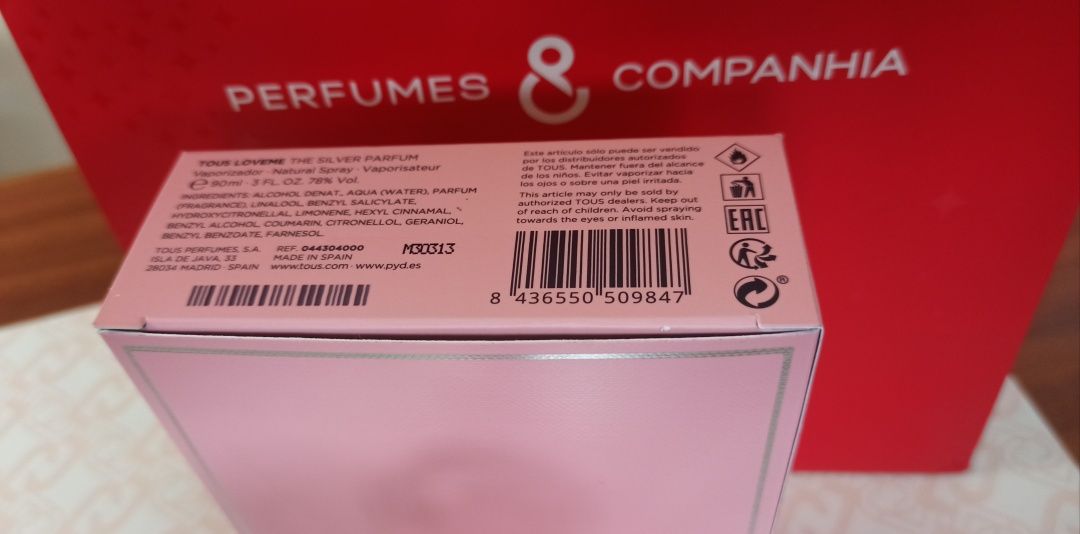 PERFUMES & COMPANHIA
TOUS LOVEME THE SILVER PARFUM
Vaporizador · Natural Spray · Vaporisateur
℮ 90ml · 3 FL. OZ. 78% Vol.
INGREDIENTS: ALCOHOL DENAT., AQUA (WATER), PARFUM
(FRAGRANCE), LINALOOL, BENZYL SALICYLATE,
HYDROXYCITRONELLAL, LIMONENE, HEXYL CINNAMAL,
BENZYL ALCOHOL, COUMARIN, CITRONELLOL, GERANIOL,
BENZYL BENZOATE, FARNESOL
TOUS PERFUMES, S.A.
ISLA DE JAVA, 33
28034 MADRID · SPAIN
REF. 044304000
MADE IN SPAIN
www.tous.com · www.pyd.es
M30313
Este artículo sólo puede ser vendido
por los distribuidores autorizados
de TOUS. Mantener fuera del alcance
de los niños. Evitar vaporizar hacia
los ojos o sobre una piel irritada.
This article may only be sold by
authorized TOUS dealers. Keep out
of reach of children. Avoid spraying
towards the eyes or inflamed skin.
8 436550 509847
EAC
®